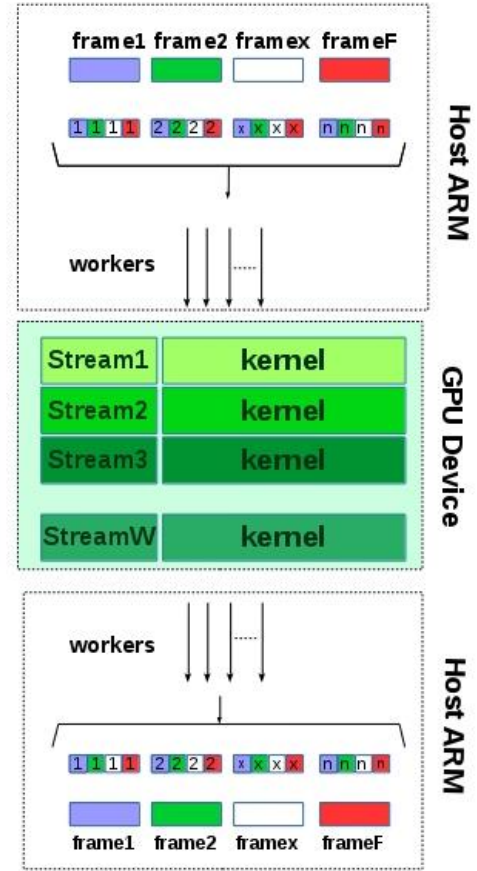 frame1 frame2 framex frameF
1 1 1 1 2 2 2 2 x x x x n n n n
Host ARM
workers
Stream1 kernel
Stream2 kernel
Stream3 kernel
StreamW kernel
GPU Device
workers
Host ARM
1 1 1 1 2 2 2 2 x x x x n n n n
frame1 frame2 framex frameF